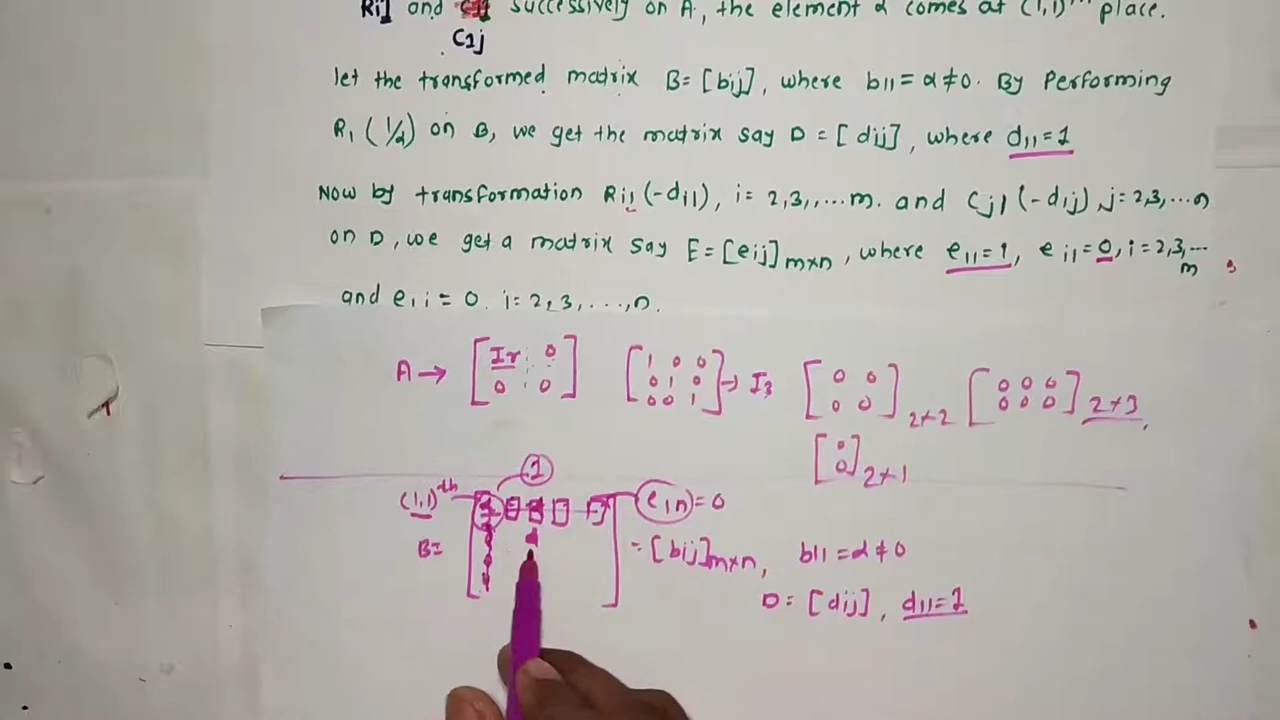 Ri1 and successively on A, the element α comes at (1,1)th place.
C1j
let the transformed matrix B = [bij], where b11 = α ≠ 0. By Performing
R1 (1/α) on B, we get the matrix say D = [dij], where d11 = 1
Now by transformation Ri1 (-di1), i = 2,3,,...m. and Cj1 (-d1j), j = 2,3,...n
on D, we get a matrix say E = [eij]m×n, where e11 = 1, ei1 = 0, i = 2,3,...
m
and e1i = 0. i = 2,3,...,n.
A → [Ir 0 [1 0 0 [0 0 [0 0 0
0 0] 0 1 0 → I3 0 0]2×2 0 0 0]2×3
0 0 1] [0
0]2×1
1
(1,1)th e1n = 0
B = α = [bij]m×n, b11 = α ≠ 0
D = [dij], d11 = 1